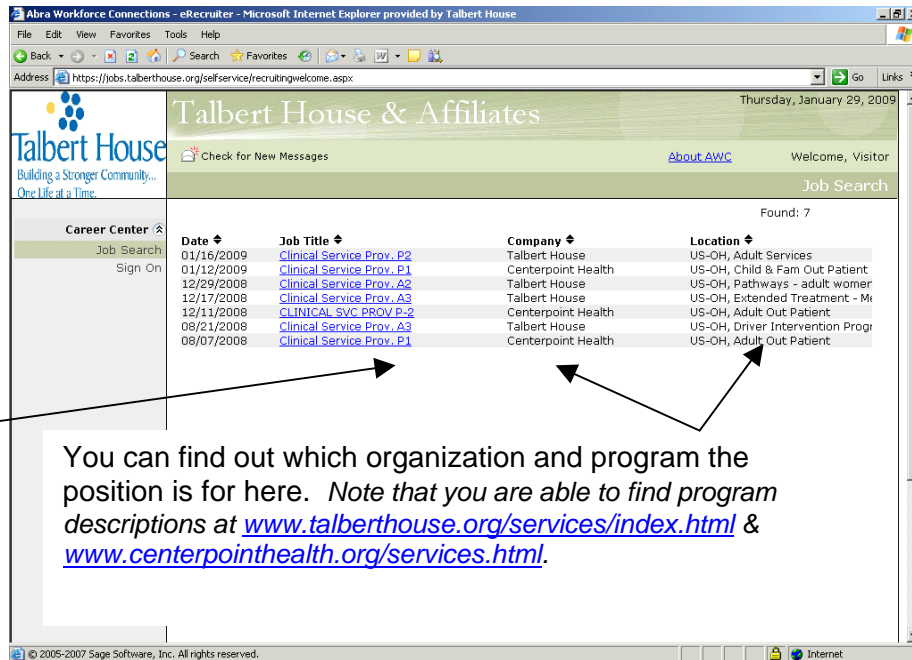 Abra Workforce Connections - eRecruiter - Microsoft Internet Explorer provided by Talbert House
File Edit View Favorites Tools Help
Back Search Favorites
Address https://jobs.talberthouse.org/selfservice/recruitingwelcome.aspx Go Links
Talbert House
Building a Stronger Community...
One Life at a Time.
Talbert House & Affiliates
Thursday, January 29, 2009
Check for New Messages About AWC Welcome, Visitor
Job Search
Found: 7
Career Center
Job Search
Sign On
Date Job Title Company Location
01/16/2009 Clinical Service Prov. P2 Talbert House US-OH, Adult Services
01/12/2009 Clinical Service Prov. P1 Centerpoint Health US-OH, Child & Fam Out Patient
12/29/2008 Clinical Service Prov. A2 Talbert House US-OH, Pathways - adult women
12/17/2008 Clinical Service Prov. A3 Talbert House US-OH, Extended Treatment - Me
12/11/2008 CLINICAL SVC PROV P-2 Centerpoint Health US-OH, Adult Out Patient
08/21/2008 Clinical Service Prov. A3 Talbert House US-OH, Driver Intervention Progr
08/07/2008 Clinical Service Prov. P1 Centerpoint Health US-OH, Adult Out Patient
You can find out which organization and program the
position is for here. Note that you are able to find program
descriptions at www.talberthouse.org/services/index.html &
www.centerpointhealth.org/services.html.
© 2005-2007 Sage Software, Inc. All rights reserved. Internet